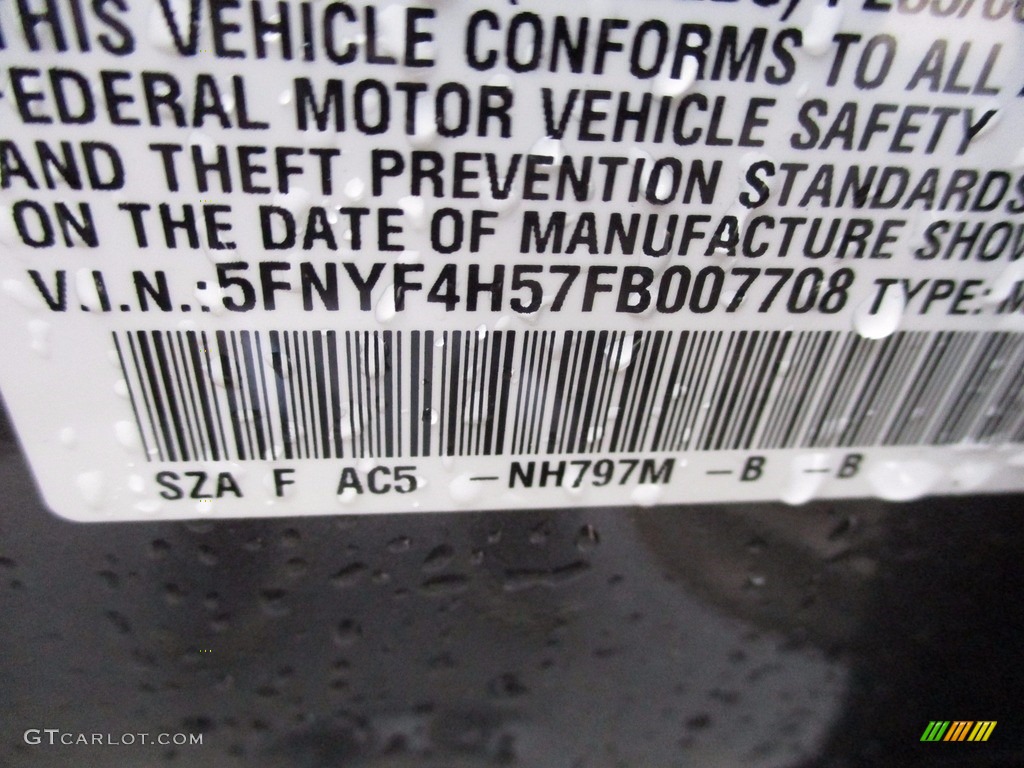 THIS VEHICLE CONFORMS TO ALL
FEDERAL MOTOR VEHICLE SAFETY
AND THEFT PREVENTION STANDARDS
ON THE DATE OF MANUFACTURE SHOW
V.I.N.: 5FNYF4H57FB007708 TYPE: M
SZA F AC5 -NH797M -B -B
GTCARLOT.COM